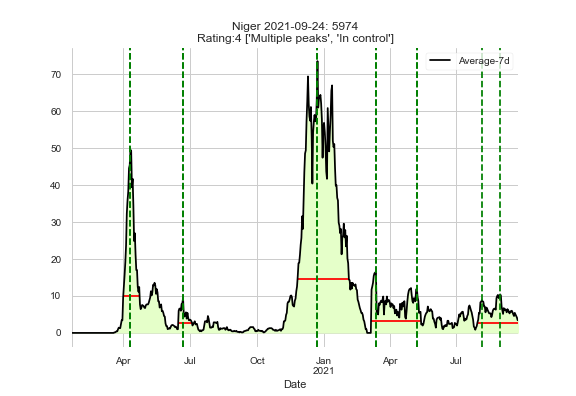 Niger 2021-09-24: 5974
Rating:4 ['Multiple peaks', 'In control']
Average-7d
70
60
50
40
30
20
10
0
Apr Jul Oct Jan Apr Jul
2021
Date